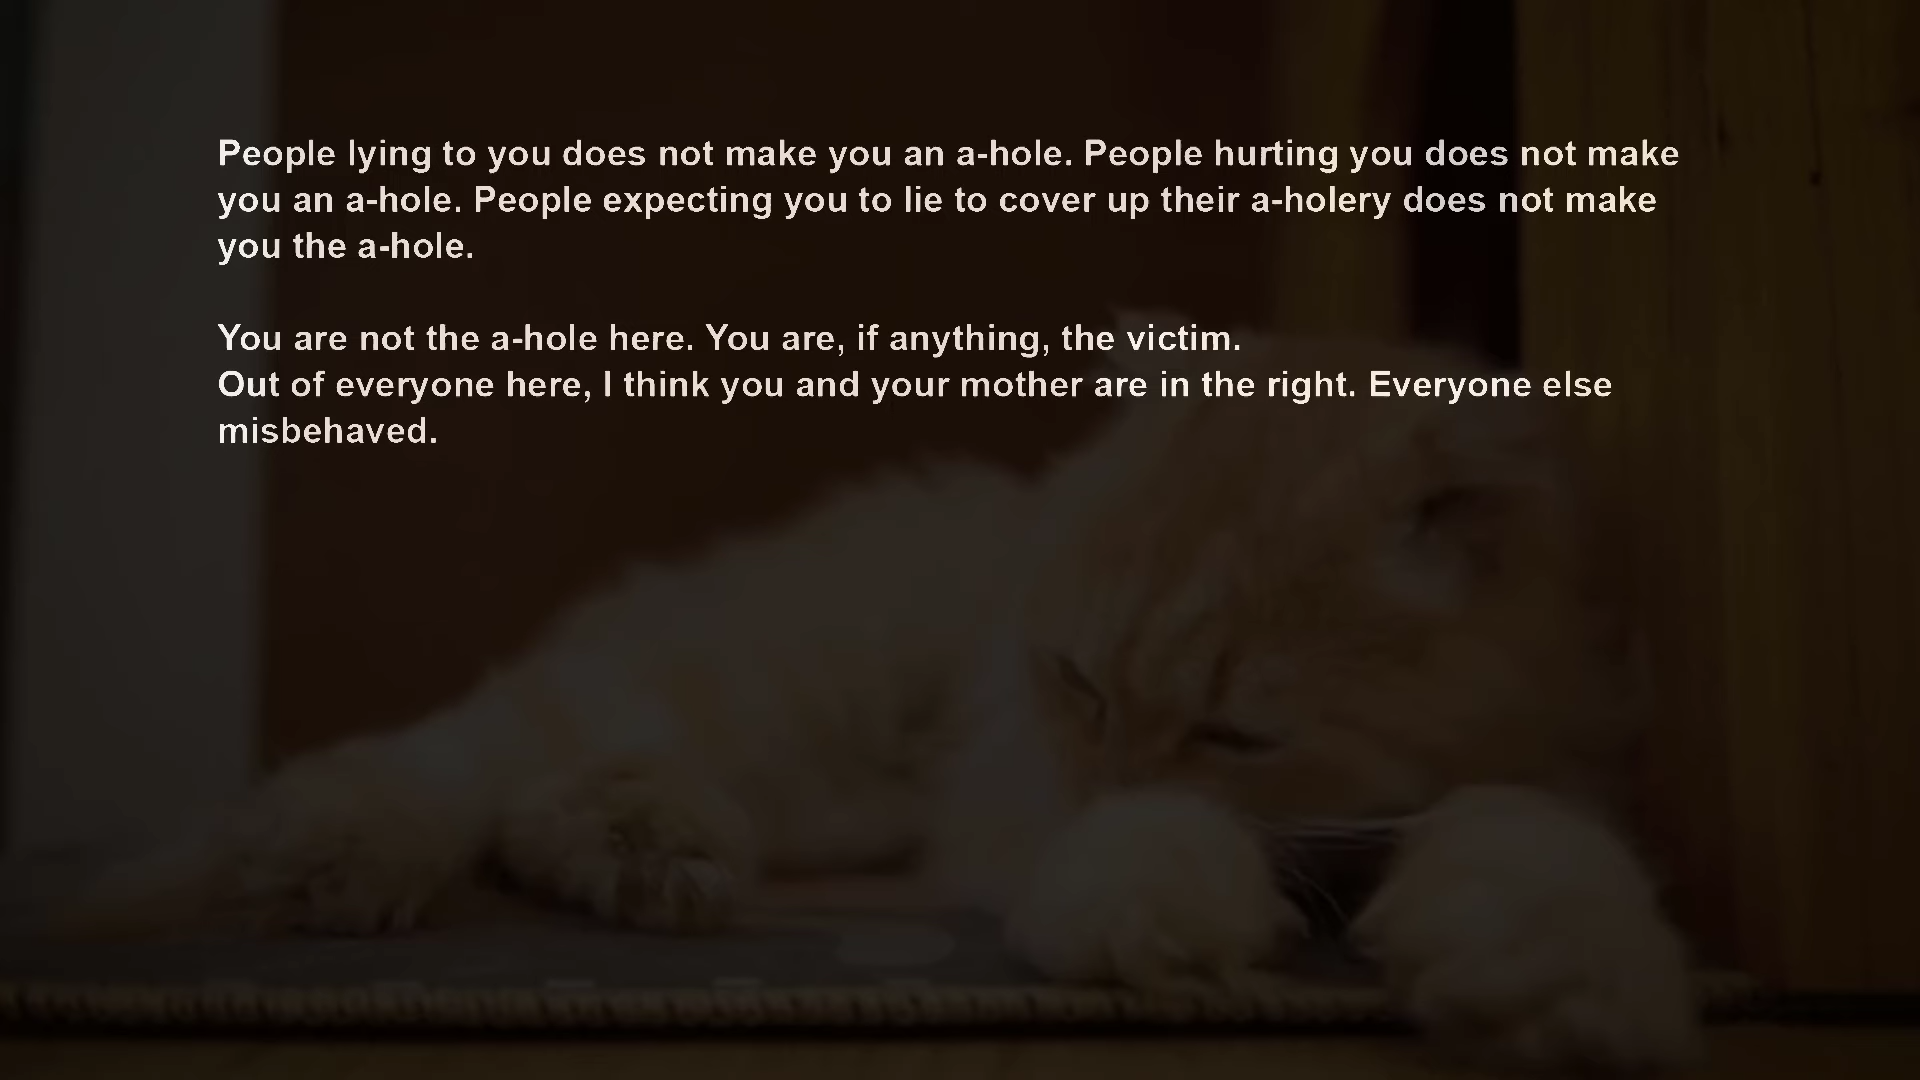 People lying to you does not make you an a-hole. People hurting you does not make
you an a-hole. People expecting you to lie to cover up their a-holery does not make
you the a-hole.
You are not the a-hole here. You are, if anything, the victim.
Out of everyone here, I think you and your mother are in the right. Everyone else
misbehaved.